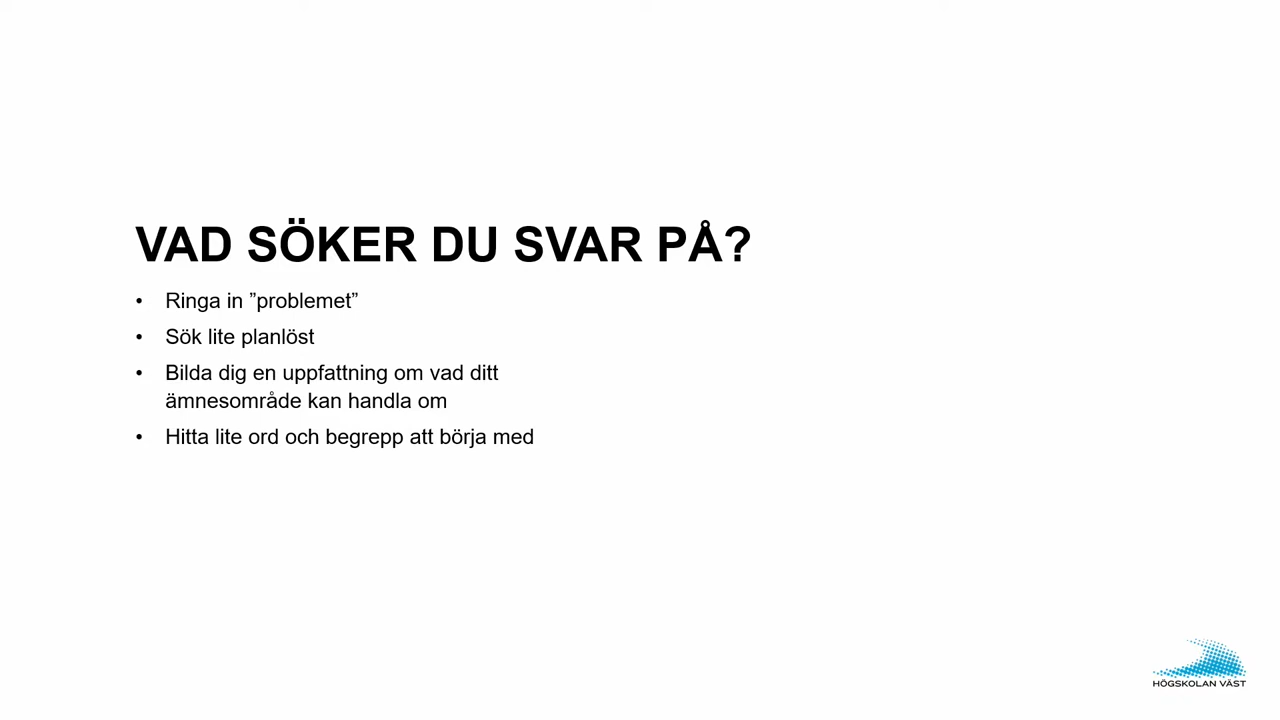 VAD SÖKER DU SVAR PÅ?
• Ringa in ”problemet”
• Sök lite planlöst
• Bilda dig en uppfattning om vad ditt
ämnesområde kan handla om
• Hitta lite ord och begrepp att börja med
HÖGSKOLAN VÄST